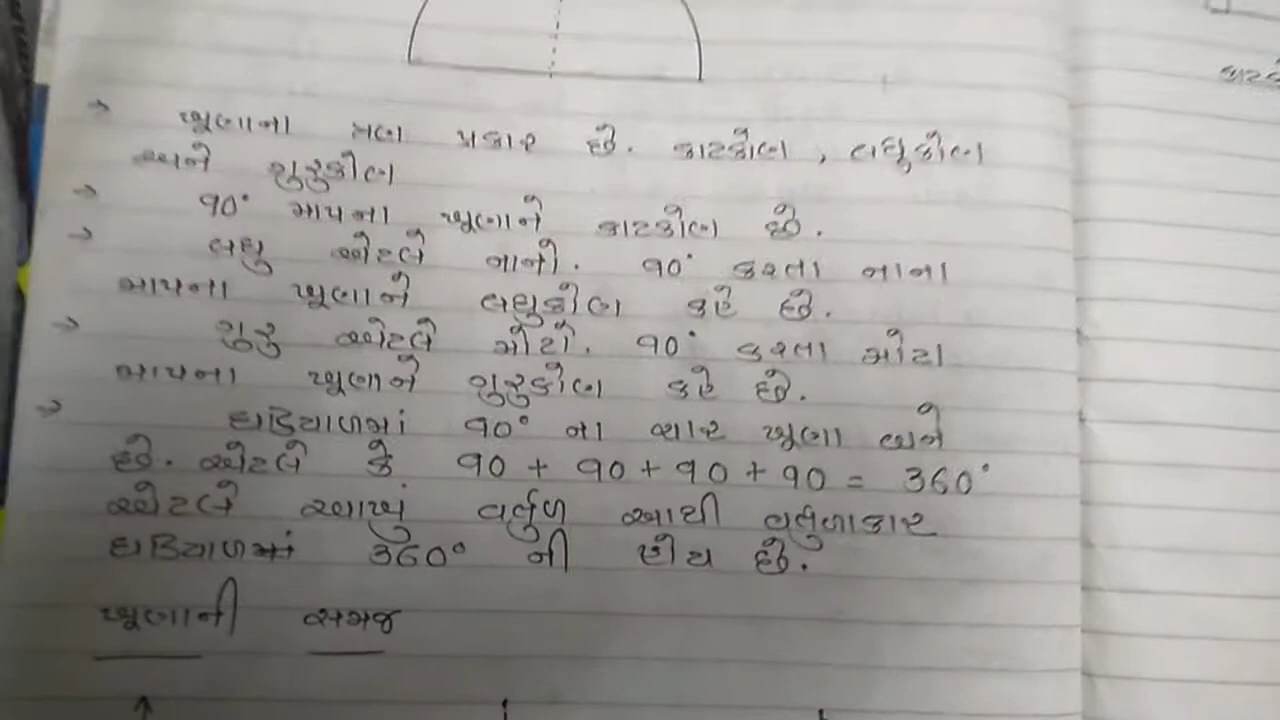 → ખૂણાના ત્રણ પ્રકાર છે. કાટકોણ, લઘુકોણ
અને ગુરુકોણ
→ 90° માપના ખૂણાને કાટકોણ છે.
→ લઘુ એટલે નાનો. 90° કરતા નાના
માપના ખૂણાને લઘુકોણ કહે છે.
→ ગુરુ એટલે મોટો. 90° કરતા મોટા
માપના ખૂણાને ગુરુકોણ કહે છે.
→ ઘડિયાળમાં 90° ના ચાર ખૂણા બને
છે. એટલે કે 90 + 90 + 90 + 90 = 360°
એટલે આખું વર્તુળ આથી વર્તુળાકાર
ઘડિયાળ 360° ની હોય છે.
ખૂણાની સમજ